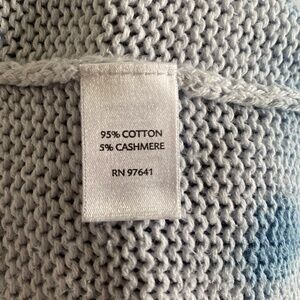 95% COTTON
5% CASHMERE
RN 97641